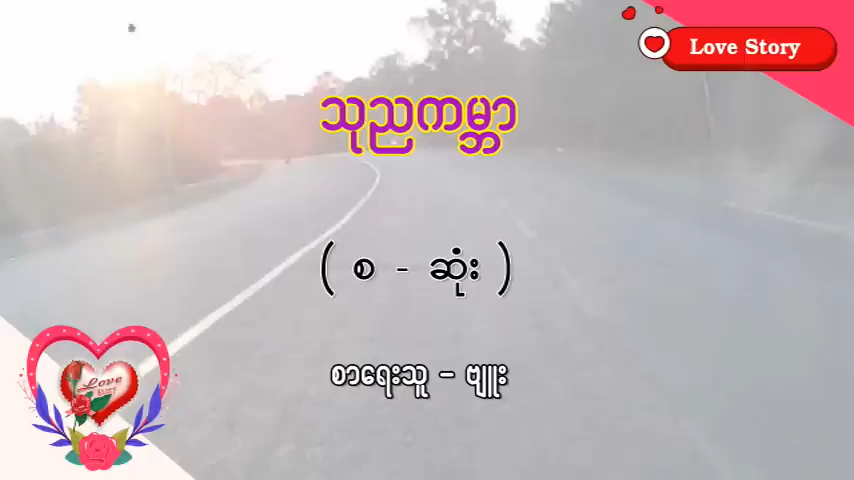 Love Story
သုညကမ္ဘာ
( စ - ဆုံး )
စာရေးသူ - ဗျူး
Love